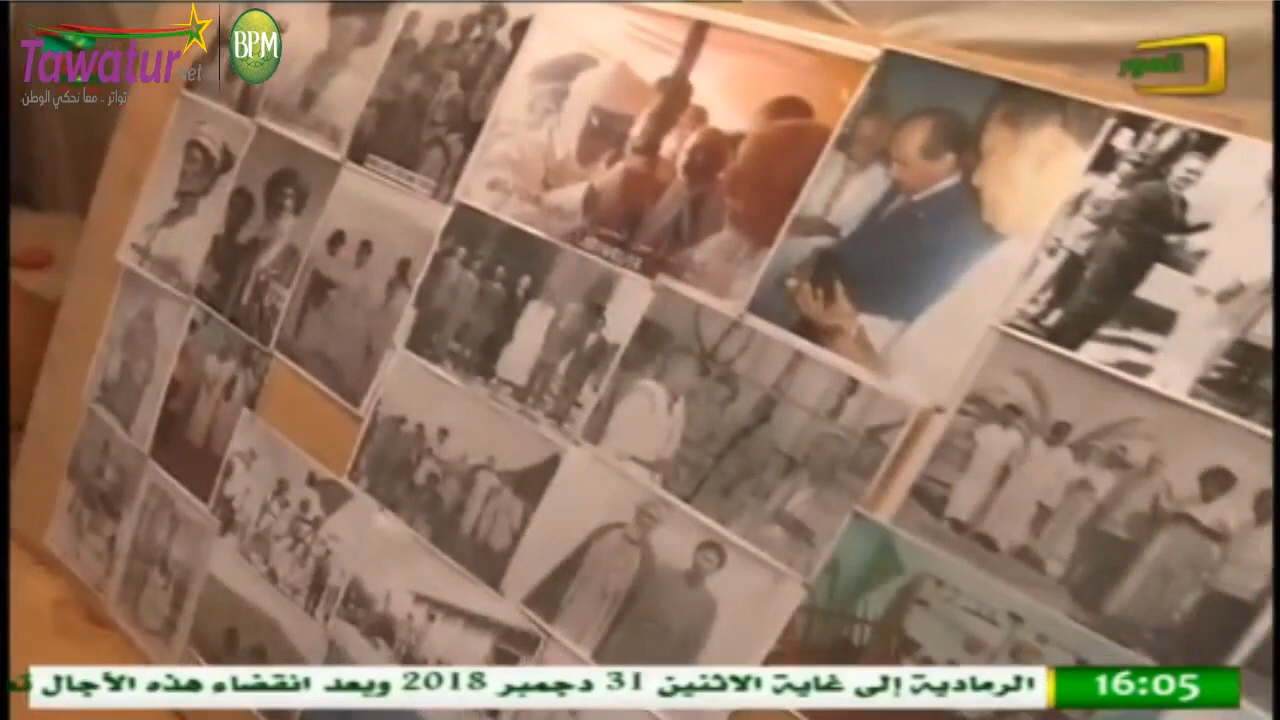 Tawatur.net
تواتر .. معاً نحكي الوطن
BPM
الرمادية إلى غاية الاثنين 31 دجمبر 2018 وبعد انقضاء هذه الآجال
16:05